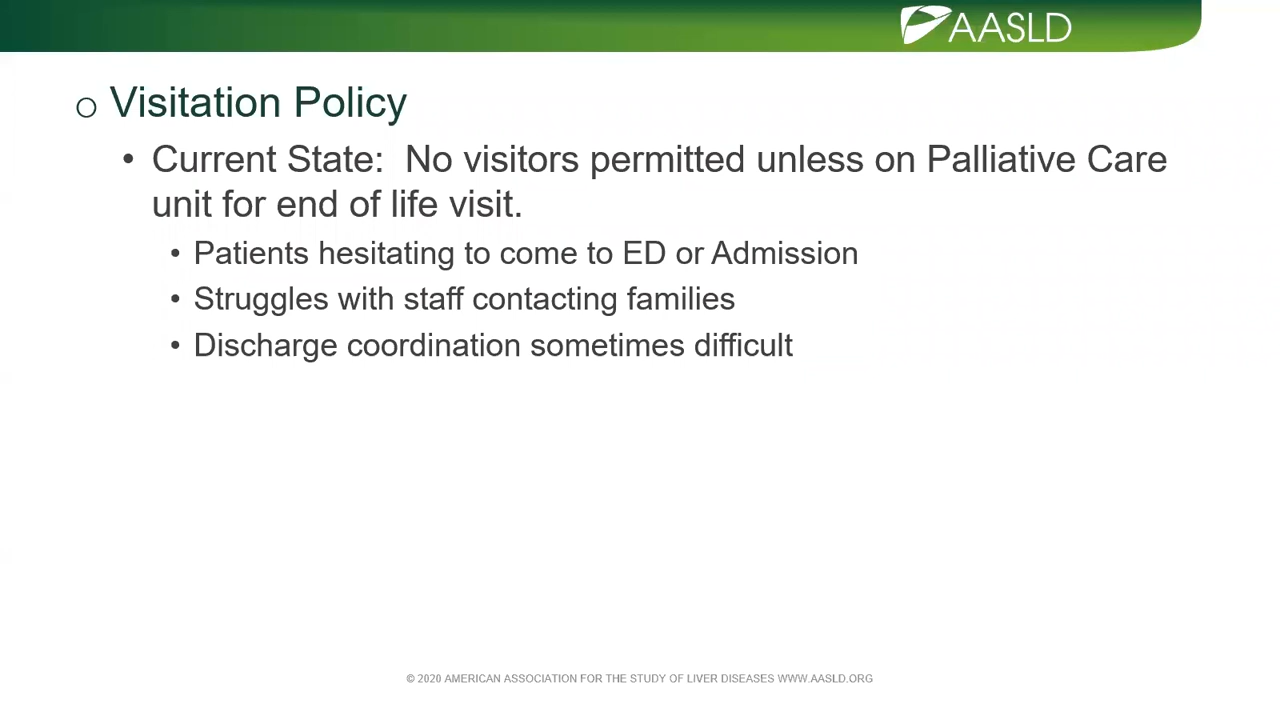 AASLD
o Visitation Policy
• Current State:  No visitors permitted unless on Palliative Care
unit for end of life visit.
• Patients hesitating to come to ED or Admission
• Struggles with staff contacting families
• Discharge coordination sometimes difficult
© 2020 AMERICAN ASSOCIATION FOR THE STUDY OF LIVER DISEASES WWW.AASLD.ORG